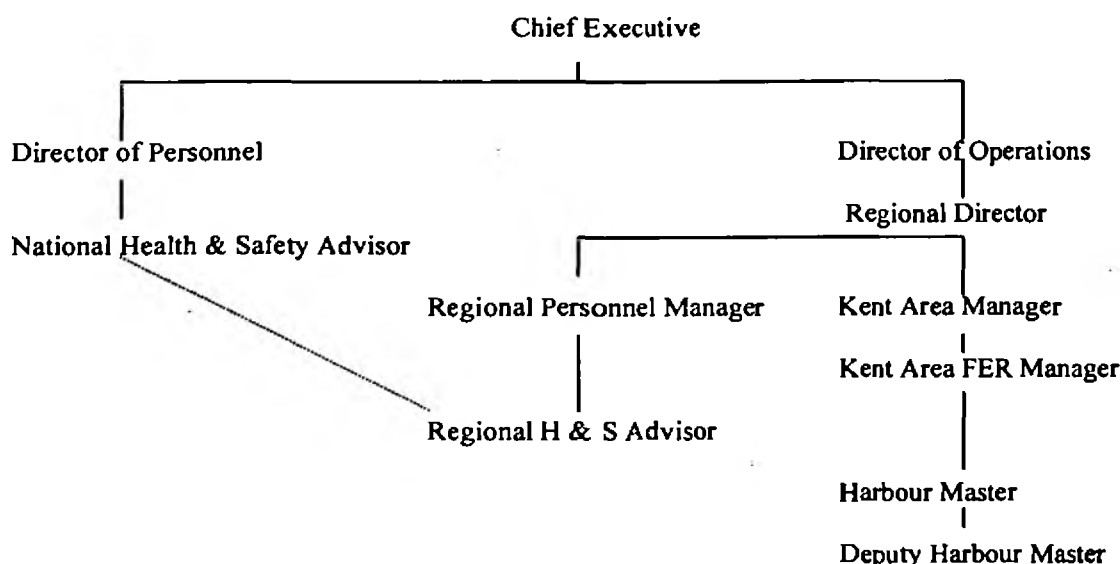 Chief Executive
Director of Personnel
Director of Operations
Regional Director
National Health & Safety Advisor
Regional Personnel Manager
Kent Area Manager
Kent Area FER Manager
Regional H & S Advisor
Harbour Master
Deputy Harbour Master